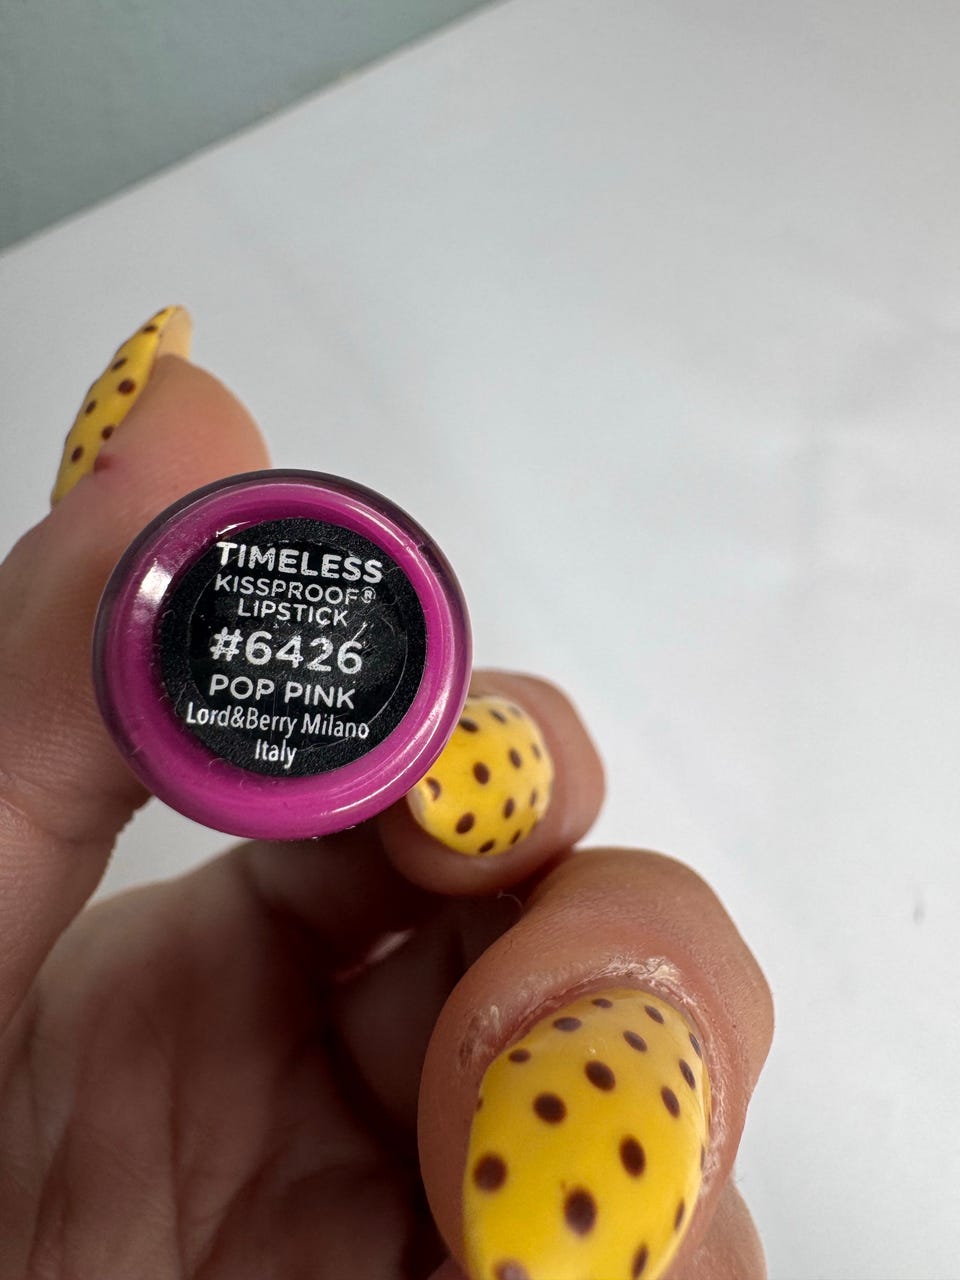 TIMELESS
KISSPROOF®
LIPSTICK
#6426
POP PINK
Lord&Berry Milano
Italy